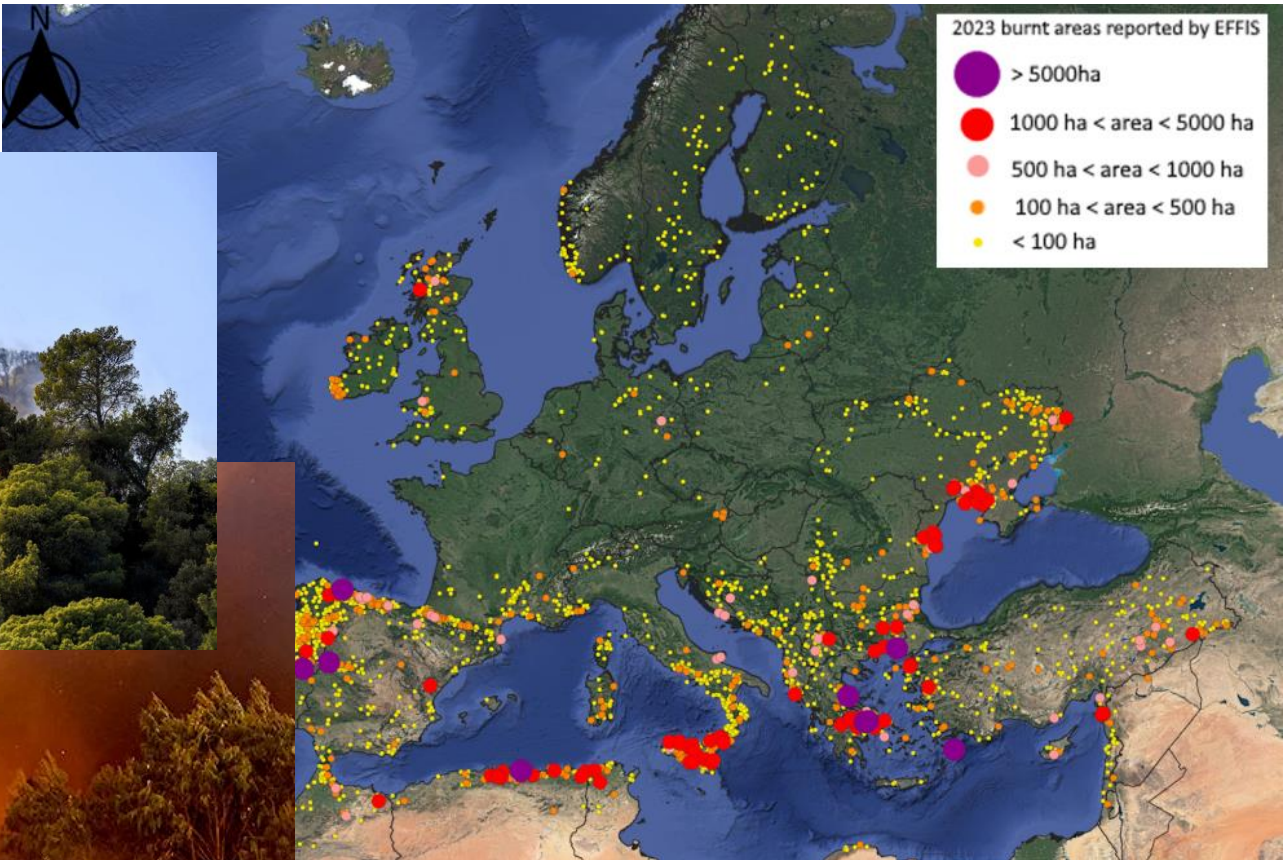 N
2023 burnt areas reported by EFFIS
> 5000ha
1000 ha < area < 5000 ha
500 ha < area < 1000 ha
100 ha < area < 500 ha
< 100 ha